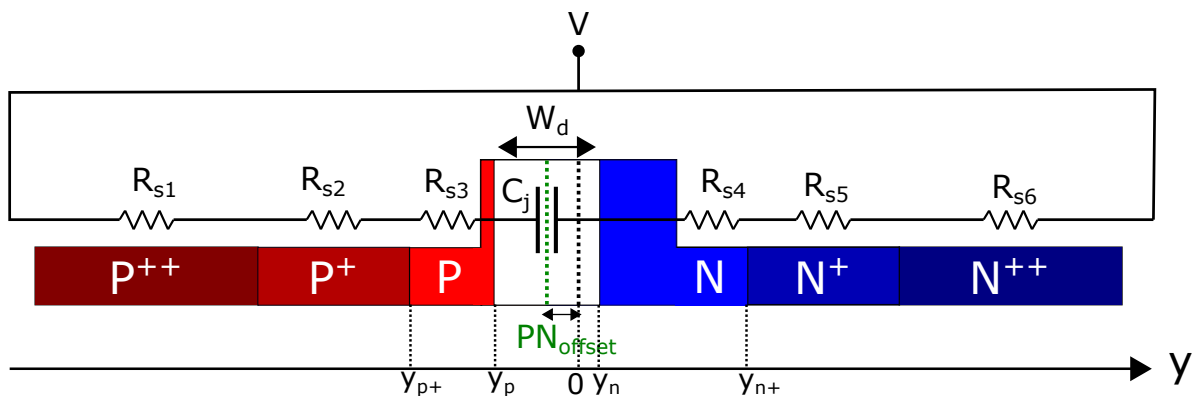 V
W_d
R_s1
R_s2
R_s3
C_j
R_s4
R_s5
R_s6
P^++
P^+
P
N
N^+
N^++
PN_offset
y_p+
y_p
0
y_n
y_n+
y